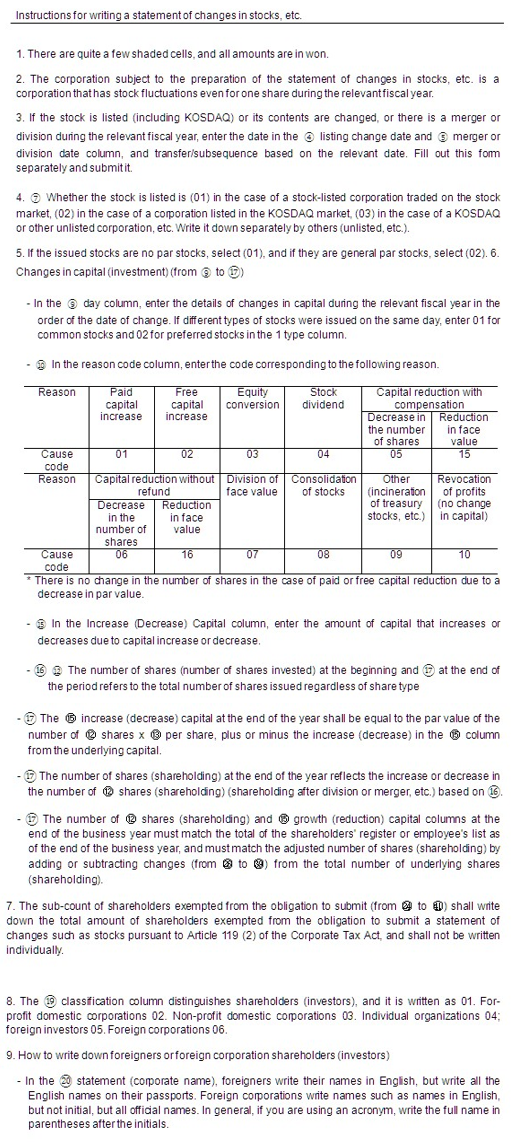 Instructions for writing a statement of changes in stocks, etc.
1. There are quite a few shaded cells, and all amounts are in won.
2. The corporation subject to the preparation of the statement of changes in stocks, etc. is a
corporation that has stock fluctuations even for one share during the relevant fiscal year.
3. If the stock is listed (including KOSDAQ) or its contents are changed, or there is a merger or
division during the relevant fiscal year, enter the date in the ④ listing change date and ⑤ merger or
division date column, and transfer/subsequence based on the relevant date. Fill out this form
separately and submit it.
4. ⑦ Whether the stock is listed is (01) in the case of a stock-listed corporation traded on the stock
market, (02) in the case of a corporation listed in the KOSDAQ market, (03) in the case of a KOSDAQ
or other unlisted corporation, etc. Write it down separately by others (unlisted, etc.).
5. If the issued stocks are no par stocks, select (01), and if they are general par stocks, select (02). 6.
Changes in capital (investment) (from ⑨ to ⑰)
- In the ⑨ day column, enter the details of changes in capital during the relevant fiscal year in the
order of the date of change. If different types of stocks were issued on the same day, enter 01 for
common stocks and 02 for preferred stocks in the 1 type column.
- ⑩ In the reason code column, enter the code corresponding to the following reason.
Reason Paid capital increase Free capital increase Equity conversion Stock dividend Capital reduction with compensation
Decrease in the number of shares Reduction in face value
Cause code 01 02 03 04 05 15
Reason Capital reduction without refund Division of face value Consolidation of stocks Other (incineration of treasury stocks, etc.) Revocation of profits (no change in capital)
Decrease in the number of shares Reduction in face value
Cause code 06 16 07 08 09 10
* There is no change in the number of shares in the case of paid or free capital reduction due to a
decrease in par value.
- ⑮ In the Increase (Decrease) Capital column, enter the amount of capital that increases or
decreases due to capital increase or decrease.
- ⑯ ⑫ The number of shares (number of shares invested) at the beginning and ⑰ at the end of
the period refers to the total number of shares issued regardless of share type
- ⑰ The ⑮ increase (decrease) capital at the end of the year shall be equal to the par value of the
number of ⑫ shares x ⑬ per share, plus or minus the increase (decrease) in the ⑮ column
from the underlying capital.
- ⑰ The number of shares (shareholding) at the end of the year reflects the increase or decrease in
the number of ⑫ shares (shareholding) (shareholding after division or merger, etc.) based on ⑯.
- ⑰ The number of ⑫ shares (shareholding) and ⑮ growth (reduction) capital columns at the
end of the business year must match the total of the shareholders' register or employee's list as
of the end of the business year, and must match the adjusted number of shares (shareholding) by
adding or subtracting changes (from to ) from the total number of underlying shares
(shareholding).
7. The sub-count of shareholders exempted from the obligation to submit (from to ) shall write
down the total amount of shareholders exempted from the obligation to submit a statement of
changes such as stocks pursuant to Article 119 (2) of the Corporate Tax Act, and shall not be written
individually.
8. The ⑲ classification column distinguishes shareholders (investors), and it is written as 01. For-
profit domestic corporations 02. Non-profit domestic corporations 03. Individual organizations 04;
foreign investors 05. Foreign corporations 06.
9. How to write down foreigners or foreign corporation shareholders (investors)
- In the ⑳ statement (corporate name), foreigners write their names in English, but write all the
English names on their passports. Foreign corporations write names such as names in English,
but not initial, but all official names. In general, if you are using an acronym, write the full name in
parentheses after the initials.